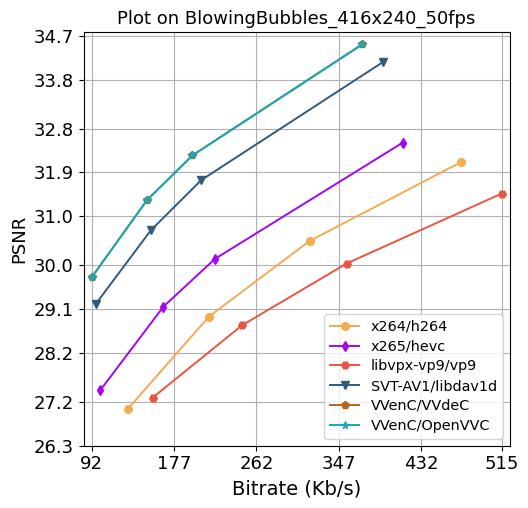 Plot on BlowingBubbles_416x240_50fps
34.7
33.8
32.8
31.9
31.0
30.0
29.1
28.2
27.2
26.3
PSNR
x264/h264
x265/hevc
libvpx-vp9/vp9
SVT-AV1/libdav1d
VVenC/VVdeC
VVenC/OpenVVC
92 177 262 347 432 515
Bitrate (Kb/s)